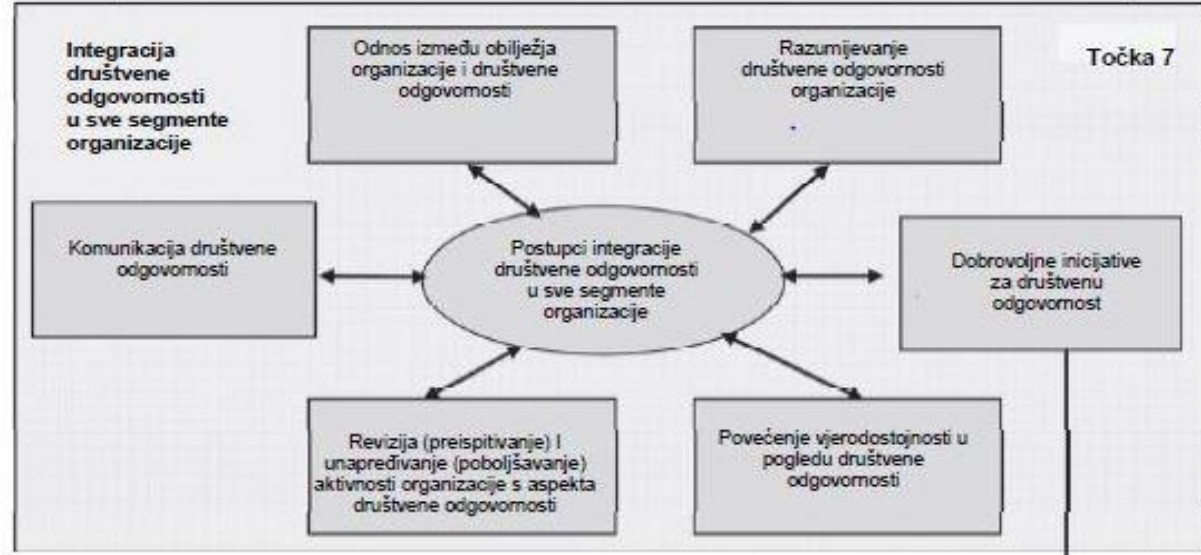 Integracija
društvene
odgovornosti
u sve segmente
organizacije
Odnos između obilježja
organizacije i društvene
odgovornosti
Razumijevanje
društvene odgovornosti
organizacije
Točka 7
Komunikacija društvene
odgovornosti
Postupci integracije
društvene odgovornosti
u sve segmente
organizacije
Dobrovoljne inicijative
za društvenu
odgovornost
Revizija (preispitivanje) I
unapređivanje (poboljšavanje)
aktivnosti organizacije s aspekta
društvene odgovornosti
Povećenje vjerodostojnosti u
pogledu društvene
odgovornosti